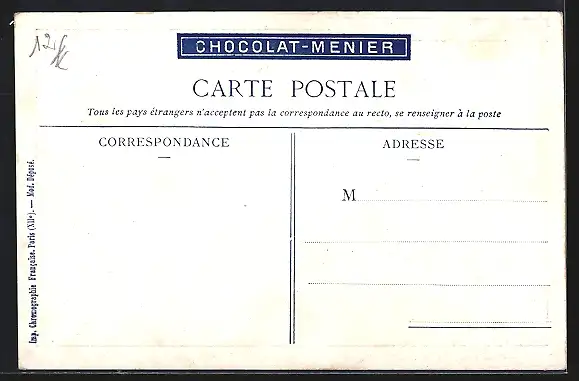 CHOCOLAT-MENIER
CARTE POSTALE
Tous les pays étrangers n'acceptent pas la correspondance au recto, se renseigner à la poste
CORRESPONDANCE
ADRESSE
M
Imp. Chromographie Française. Paris (XIIe). — Mod. Déposé.